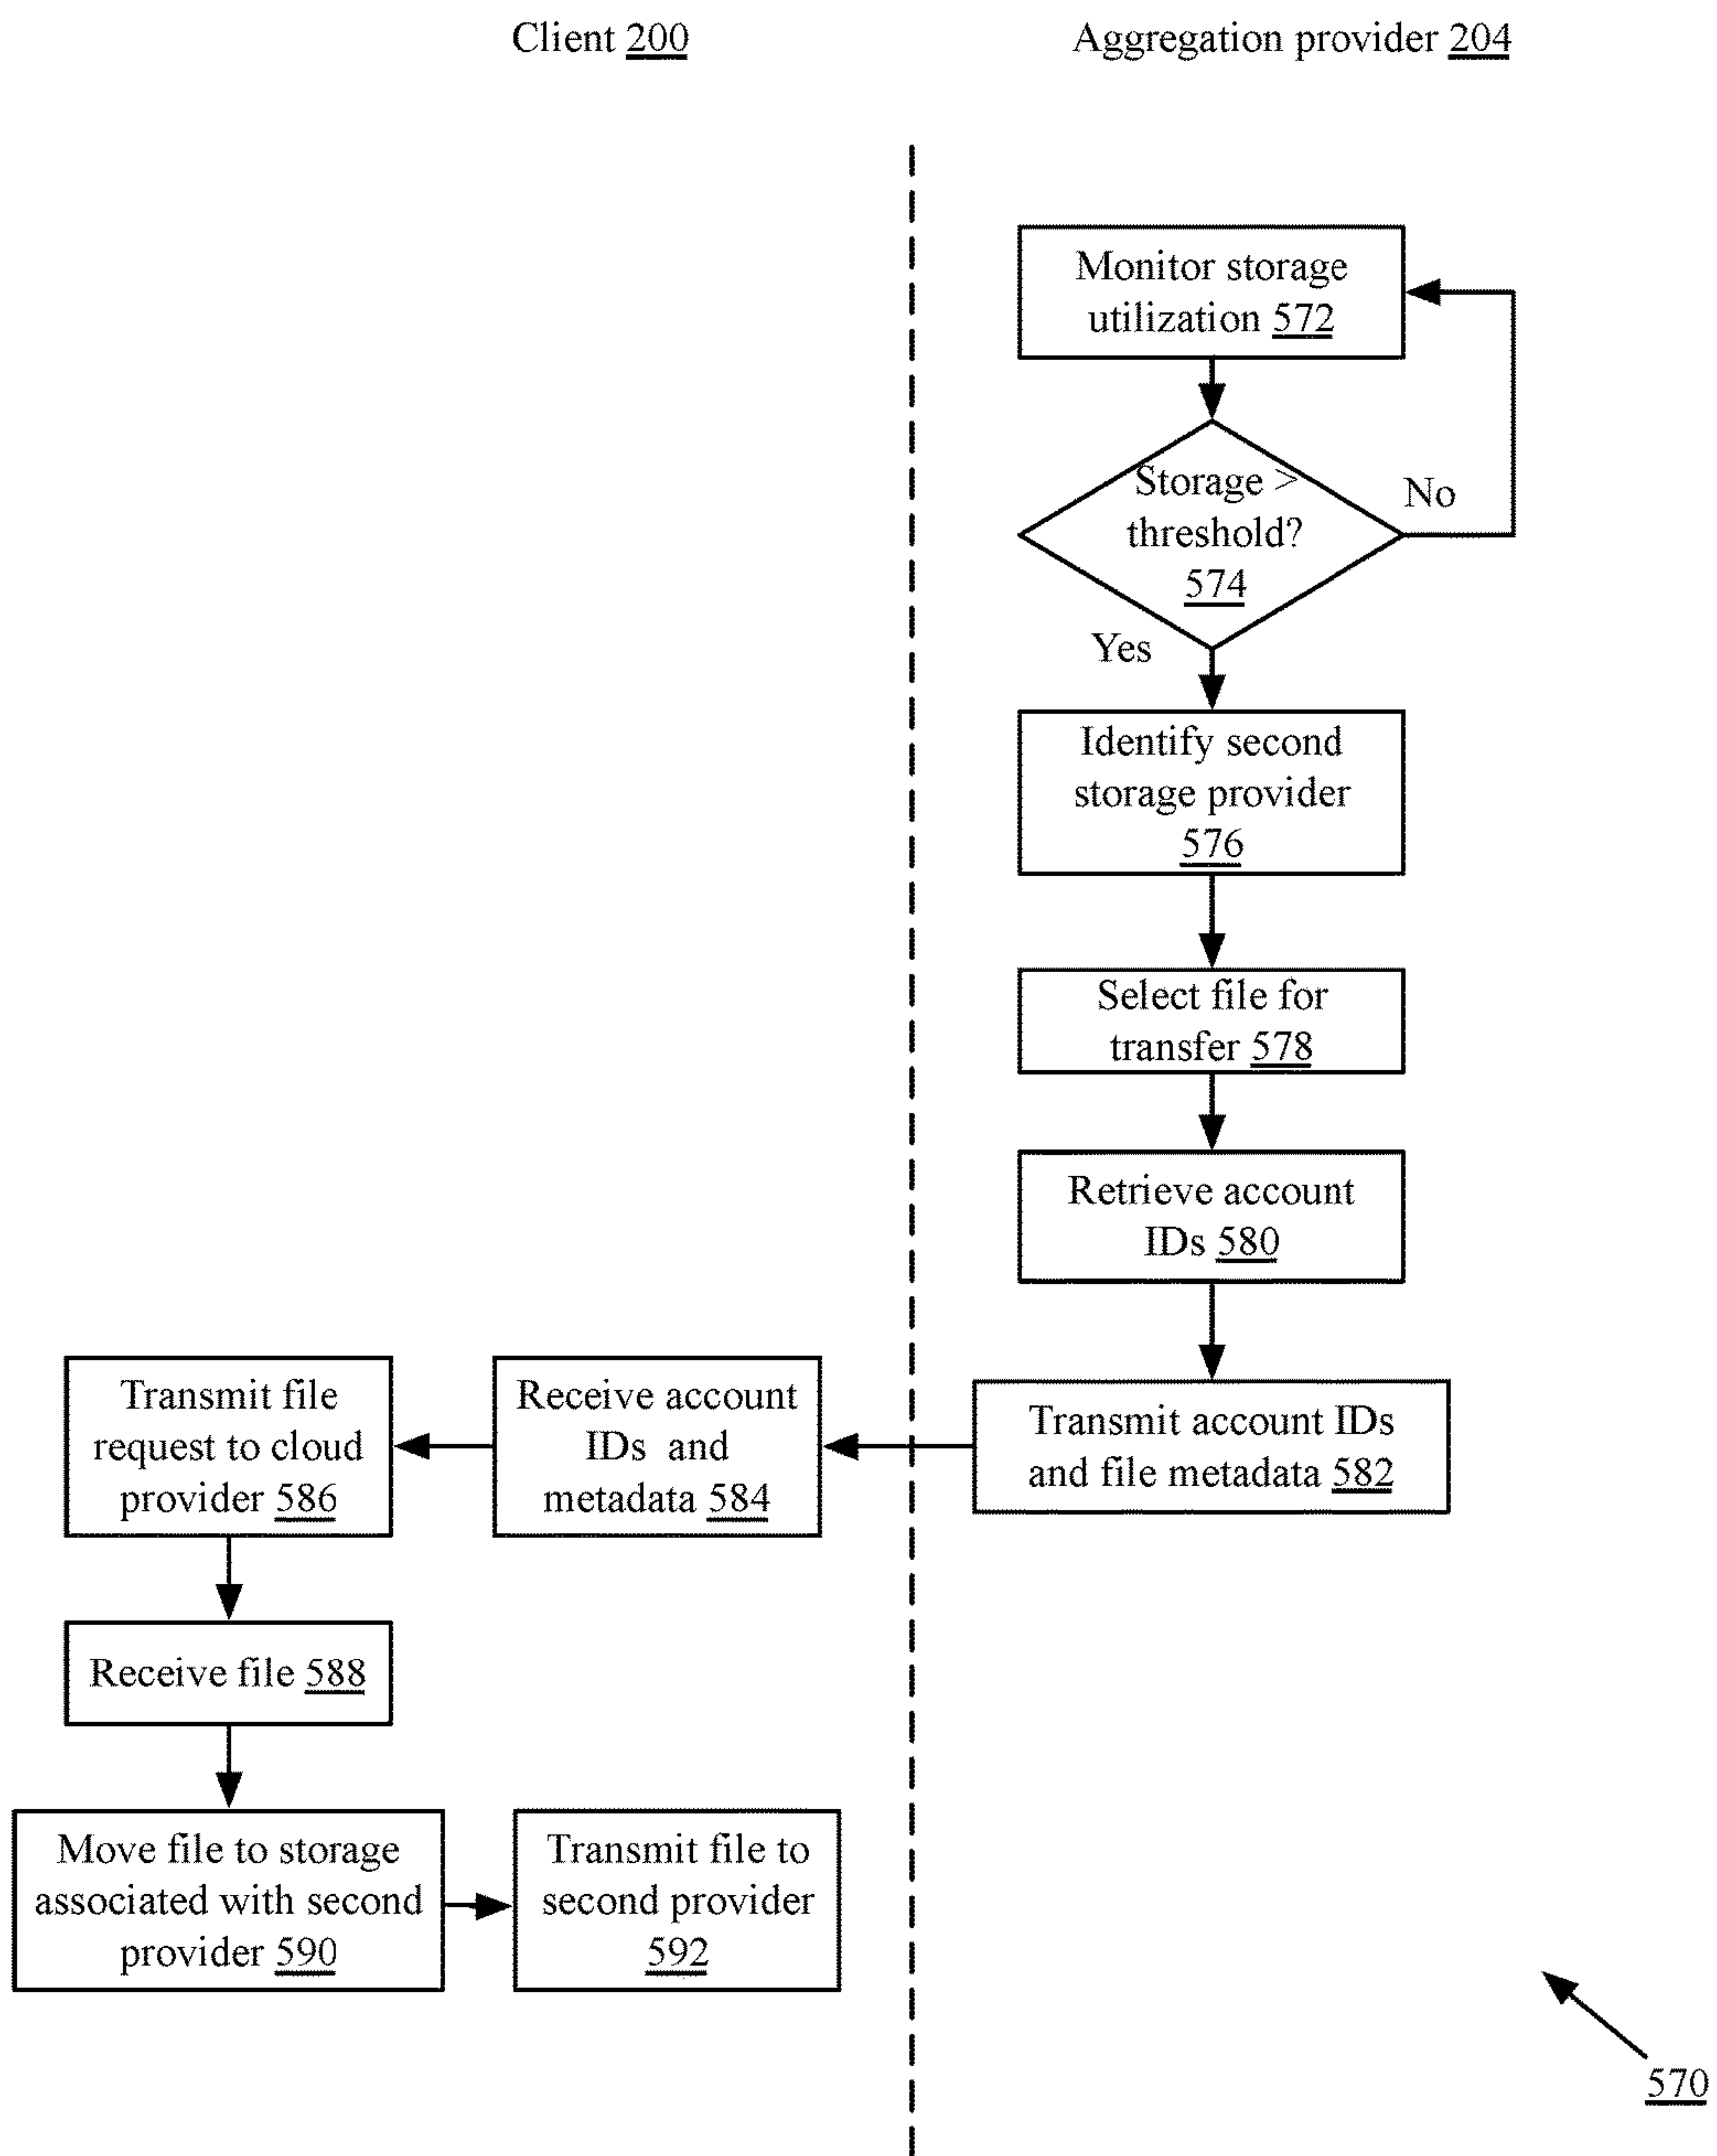 Client 200
Aggregation provider 204
Monitor storage
utilization 572
Storage >
threshold?
574
No
Yes
Identify second
storage provider
576
Select file for
transfer 578
Retrieve account
IDs 580
Transmit account IDs
and file metadata 582
Receive account
IDs and
metadata 584
Transmit file
request to cloud
provider 586
Receive file 588
Move file to storage
associated with second
provider 590
Transmit file to
second provider
592
570